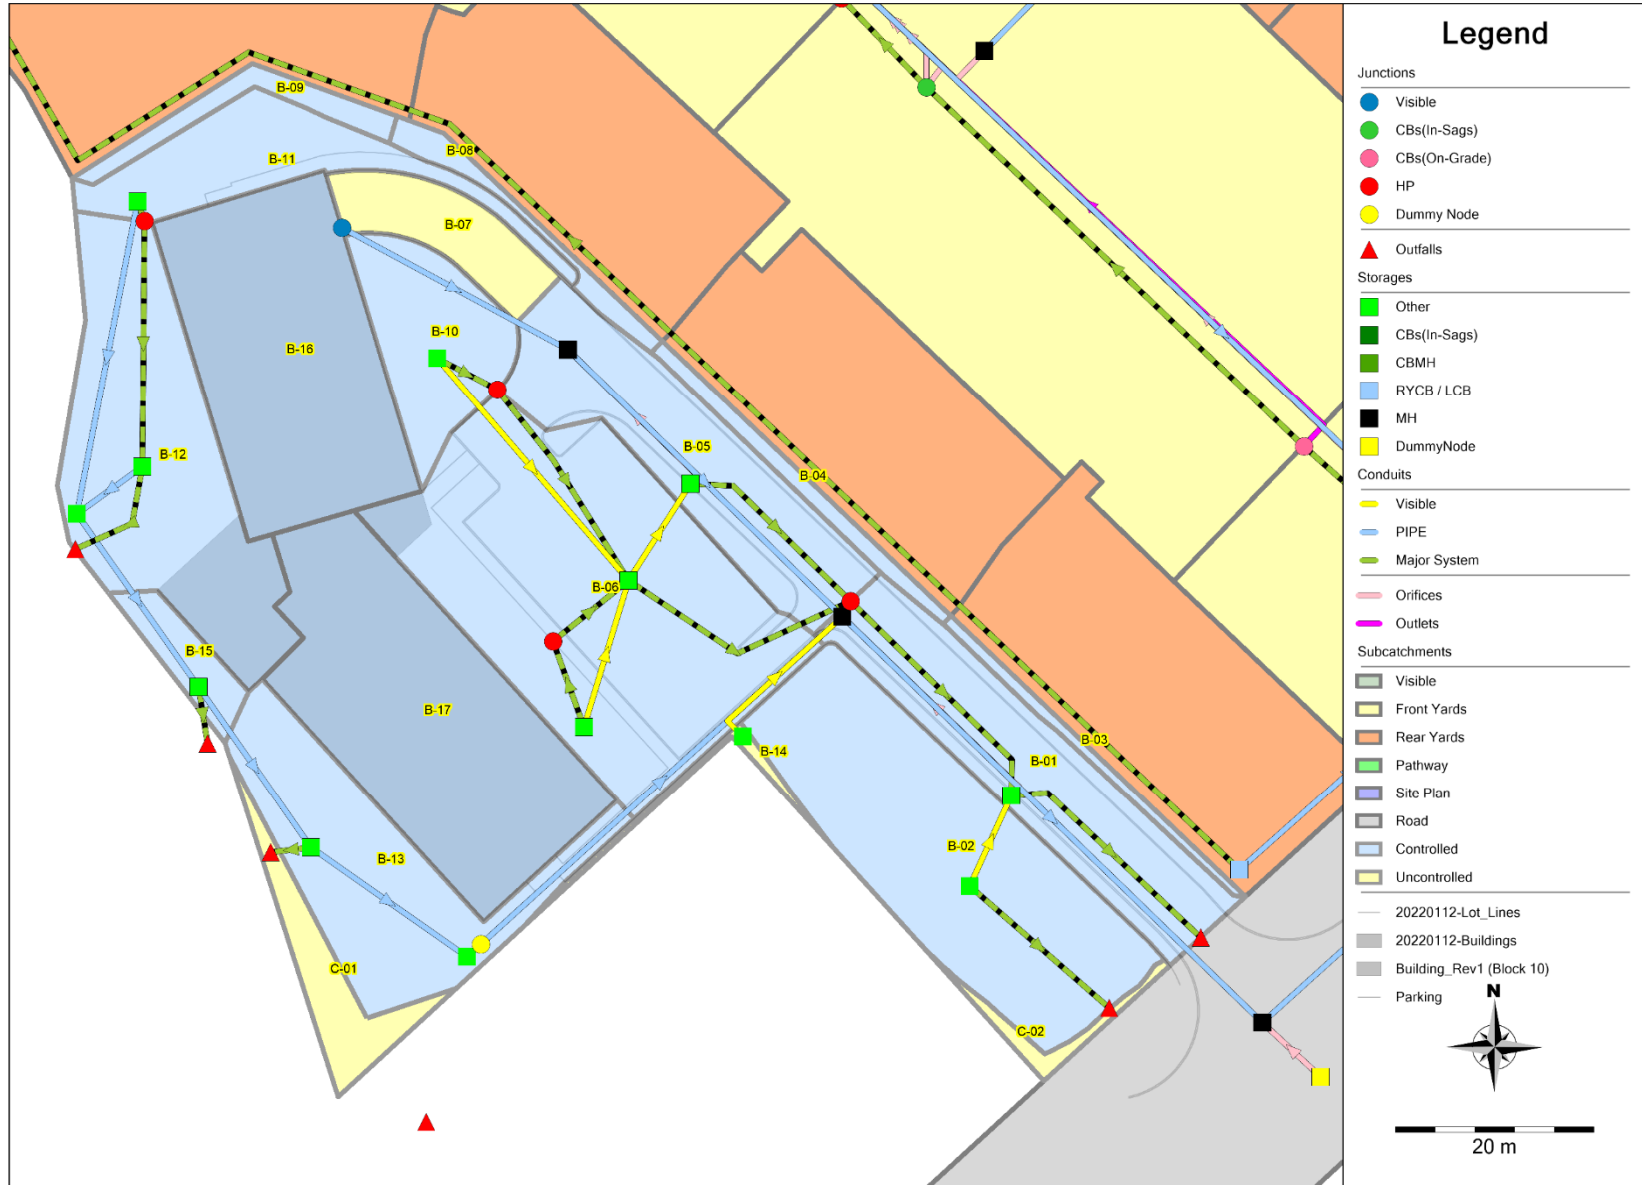 Legend
Junctions
Visible
CBs(In-Sags)
CBs(On-Grade)
HP
Dummy Node
Outfalls
Storages
Other
CBs(In-Sags)
CBMH
RYCB / LCB
MH
DummyNode
Conduits
Visible
PIPE
Major System
Orifices
Outlets
Subcatchments
Visible
Front Yards
Rear Yards
Pathway
Site Plan
Road
Controlled
Uncontrolled
20220112-Lot_Lines
20220112-Buildings
Building_Rev1 (Block 10)
Parking
N
20 m
B-09
B-08
B-11
B-07
B-10
B-16
B-05
B-12
B-04
B-06
B-15
B-17
B-14
B-03
B-01
B-02
B-13
C-01
C-02